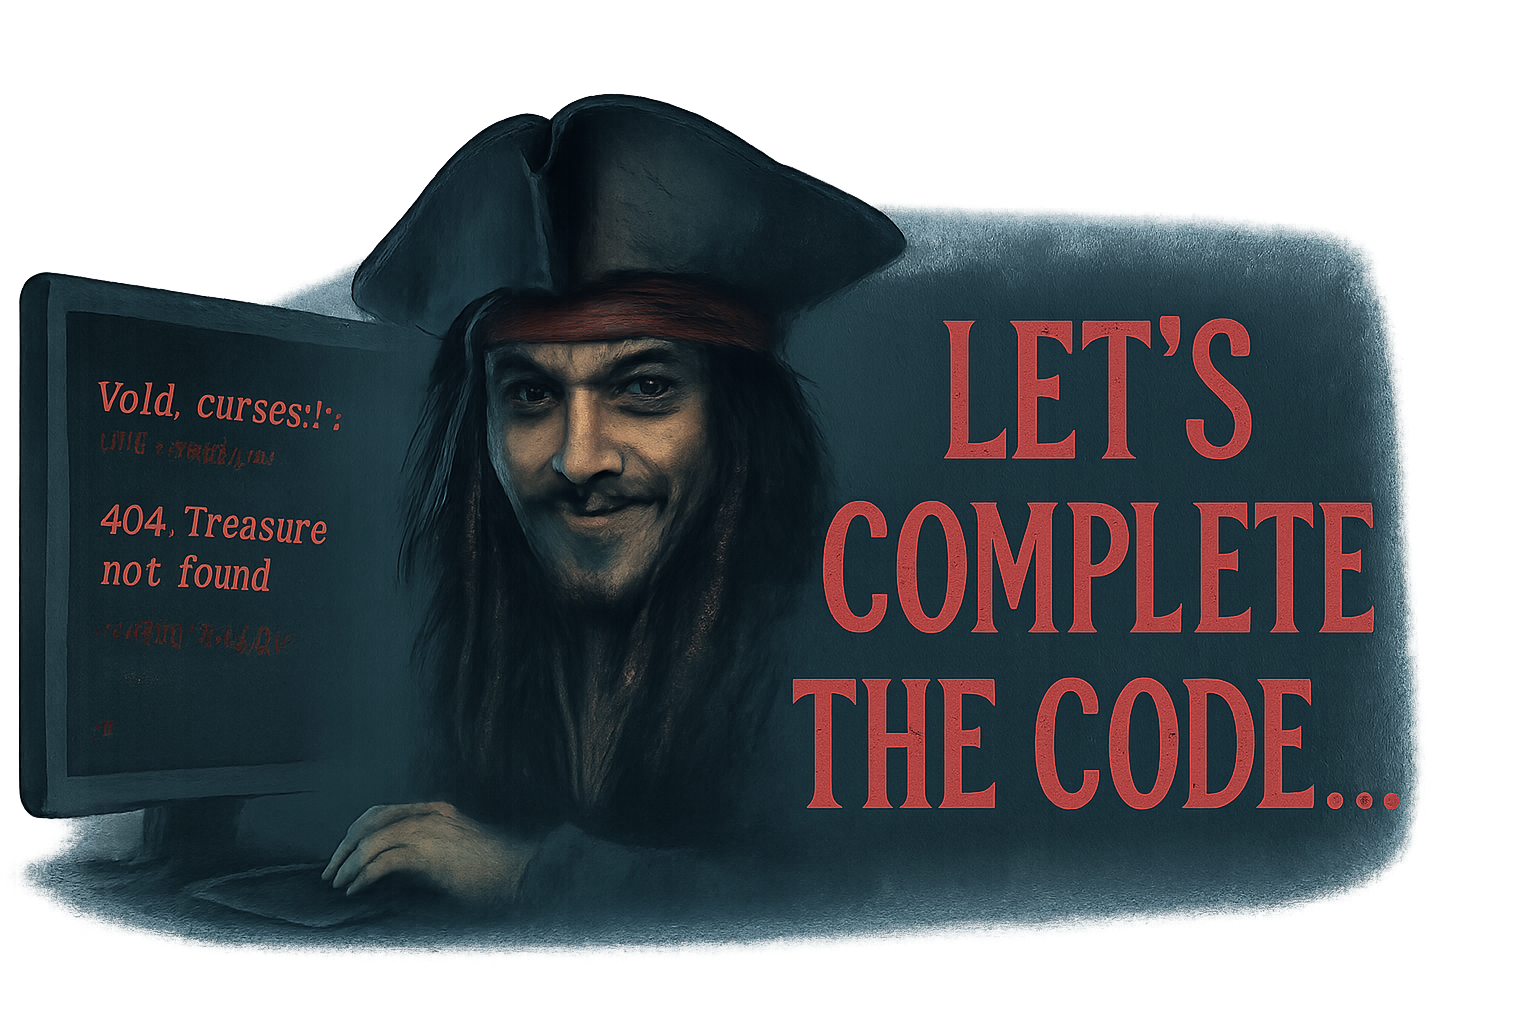 Vold, curses:!:
404, Treasure
not found
LET'S
COMPLETE
THE CODE...